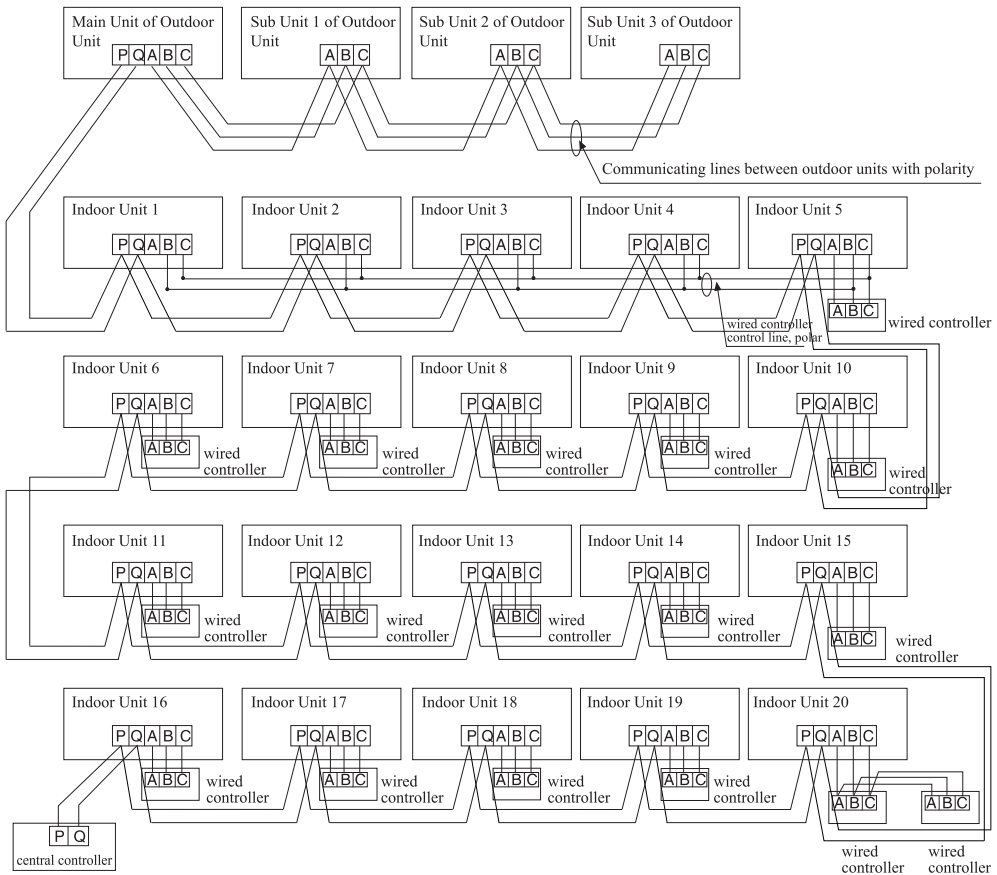 Main Unit of Outdoor
Unit
P Q A B C
Sub Unit 1 of Outdoor
Unit
A B C
Sub Unit 2 of Outdoor
Unit
A B C
Sub Unit 3 of Outdoor
Unit
A B C
Communicating lines between outdoor units with polarity
Indoor Unit 1
P Q A B C
Indoor Unit 2
P Q A B C
Indoor Unit 3
P Q A B C
Indoor Unit 4
P Q A B C
Indoor Unit 5
P Q A B C
A B C
wired controller
wired controller
control line, polar
Indoor Unit 6
P Q A B C
A B C
wired
controller
Indoor Unit 7
P Q A B C
A B C
wired
controller
Indoor Unit 8
P Q A B C
A B C
wired
controller
Indoor Unit 9
P Q A B C
A B C
wired
controller
Indoor Unit 10
P Q A B C
A B C
wired
controller
Indoor Unit 11
P Q A B C
A B C
wired
controller
Indoor Unit 12
P Q A B C
A B C
wired
controller
Indoor Unit 13
P Q A B C
A B C
wired
controller
Indoor Unit 14
P Q A B C
A B C
wired
controller
Indoor Unit 15
P Q A B C
A B C
wired
controller
Indoor Unit 16
P Q A B C
A B C
wired
controller
Indoor Unit 17
P Q A B C
A B C
wired
controller
Indoor Unit 18
P Q A B C
A B C
wired
controller
Indoor Unit 19
P Q A B C
A B C
wired
controller
Indoor Unit 20
P Q A B C
A B C
wired
controller
A B C
wired
controller
P Q
central controller